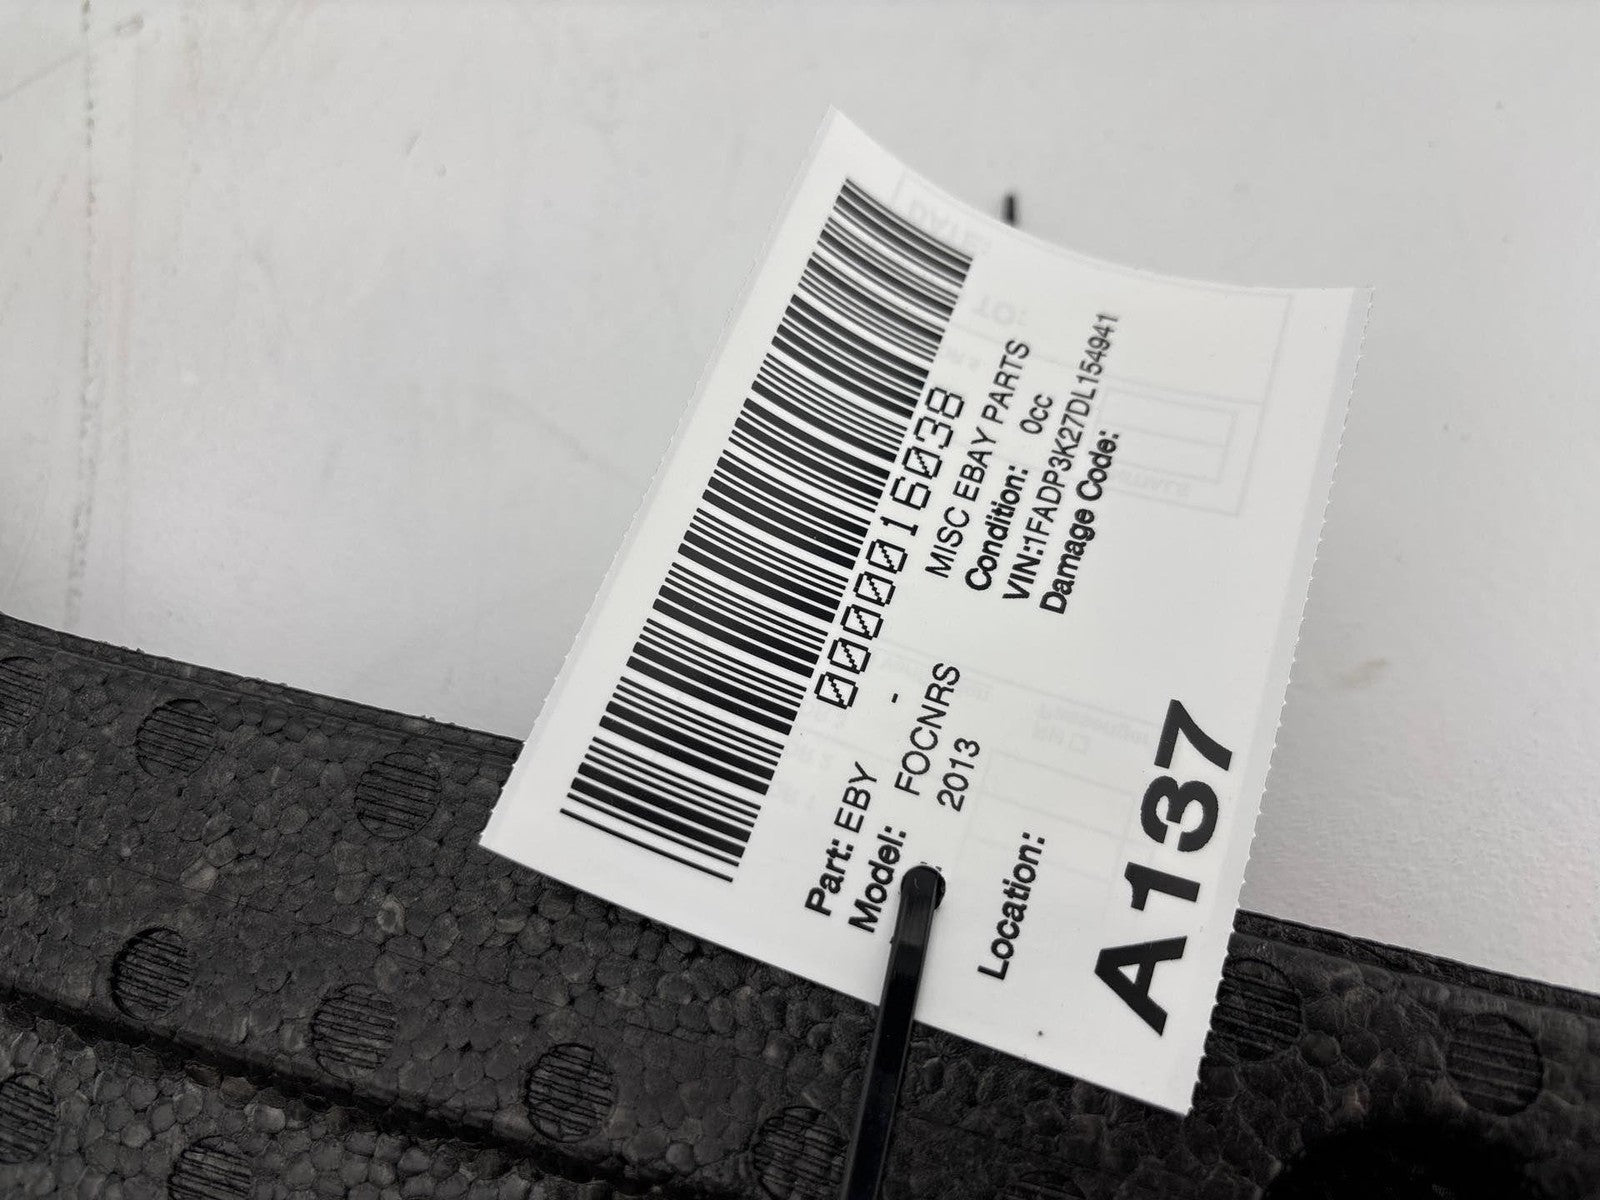 0000016038
Part: EBY - MISC EBAY PARTS
Model: FOCNRS Condition: 0cc
2013 VIN:1FADP3K27DL154941
Damage Code:
Location:
A137